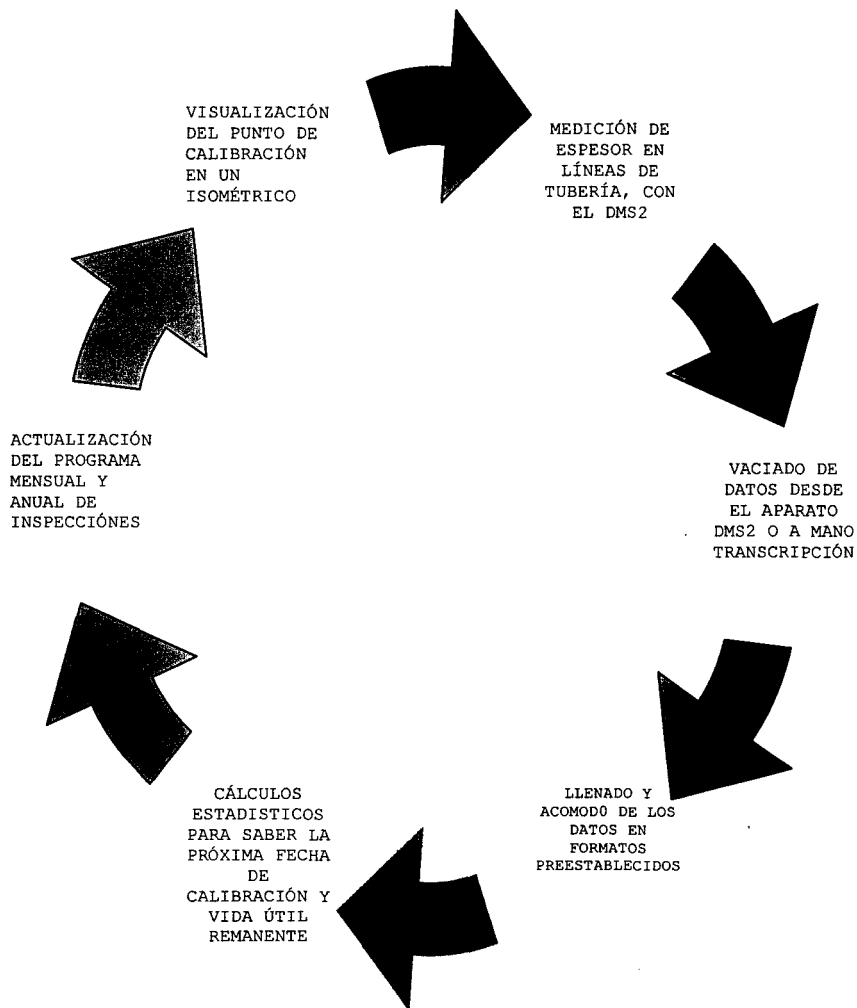 VISUALIZACIÓN
DEL PUNTO DE
CALIBRACIÓN
EN UN
ISOMÉTRICO
MEDICIÓN DE
ESPESOR EN
LÍNEAS DE
TUBERÍA, CON
EL DMS2
VACIADO DE
DATOS DESDE
EL APARATO
DMS2 O A MANO
TRANSCRIPCIÓN
LLENADO Y
ACOMODO DE LOS
DATOS EN
FORMATOS
PREESTABLECIDOS
CÁLCULOS
ESTADISTICOS
PARA SABER LA
PRÓXIMA FECHA
DE
CALIBRACIÓN Y
VIDA ÚTIL
REMANENTE
ACTUALIZACIÓN
DEL PROGRAMA
MENSUAL Y
ANUAL DE
INSPECCIÓNES